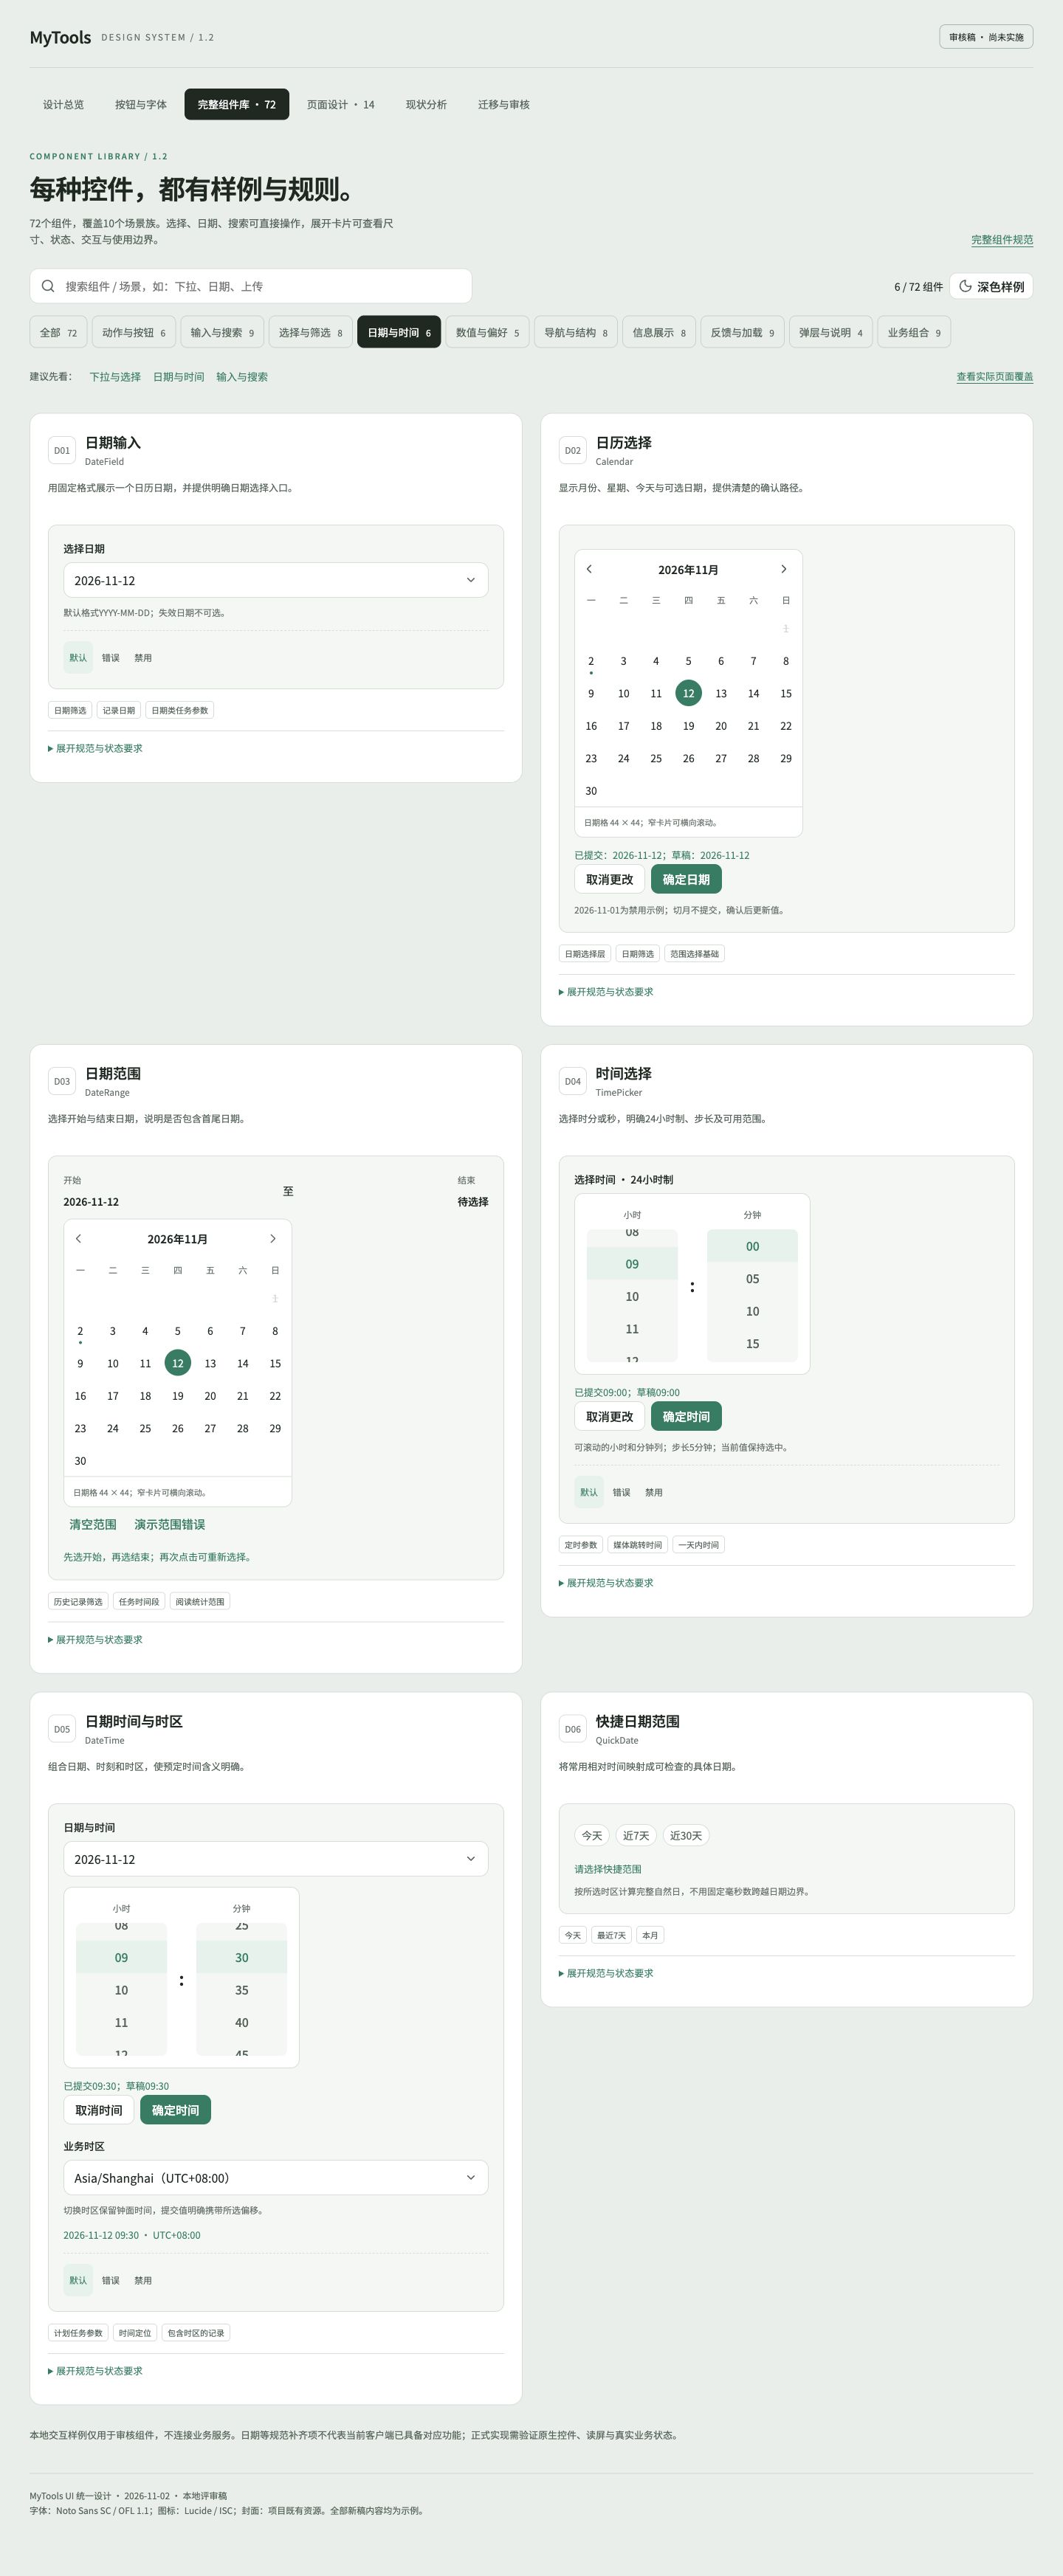 MyTools DESIGN SYSTEM / 1.2
审核稿 · 尚未实施
设计总览 按钮与字体 完整组件库 · 72 页面设计 · 14 现状分析 迁移与审核
COMPONENT LIBRARY / 1.2
每种控件，都有样例与规则。
72个组件，覆盖10个场景族。选择、日期、搜索可直接操作，展开卡片可查看尺
寸、状态、交互与使用边界。
完整组件规范
搜索组件 / 场景，如：下拉、日期、上传
6 / 72 组件 深色样例
全部 72 动作与按钮 6 输入与搜索 9 选择与筛选 8 日期与时间 6 数值与偏好 5 导航与结构 8 信息展示 8 反馈与加载 9 弹层与说明 4 业务组合 9
建议先看： 下拉与选择 日期与时间 输入与搜索
查看实际页面覆盖
D01 日期输入
DateField
用固定格式展示一个日历日期，并提供明确日期选择入口。
选择日期
2026-11-12
默认格式YYYY-MM-DD；失效日期不可选。
默认 错误 禁用
日期筛选 记录日期 日期类任务参数
展开规范与状态要求
D02 日历选择
Calendar
显示月份、星期、今天与可选日期，提供清楚的确认路径。
2026年11月
一 二 三 四 五 六 日
1
2 3 4 5 6 7 8
9 10 11 12 13 14 15
16 17 18 19 20 21 22
23 24 25 26 27 28 29
30
日期格 44 × 44；窄卡片可横向滚动。
已提交：2026-11-12；草稿：2026-11-12
取消更改 确定日期
2026-11-01为禁用示例；切月不提交，确认后更新值。
日期选择层 日期筛选 范围选择基础
展开规范与状态要求
D03 日期范围
DateRange
选择开始与结束日期，说明是否包含首尾日期。
开始 至 结束
2026-11-12 待选择
2026年11月
一 二 三 四 五 六 日
1
2 3 4 5 6 7 8
9 10 11 12 13 14 15
16 17 18 19 20 21 22
23 24 25 26 27 28 29
30
日期格 44 × 44；窄卡片可横向滚动。
清空范围 演示范围错误
先选开始，再选结束；再次点击可重新选择。
历史记录筛选 任务时间段 阅读统计范围
展开规范与状态要求
D04 时间选择
TimePicker
选择时分或秒，明确24小时制、步长及可用范围。
选择时间 · 24小时制
小时 分钟
08
09 : 00
10 05
11 10
12 15
已提交09:00；草稿09:00
取消更改 确定时间
可滚动的小时和分钟列；步长5分钟；当前值保持选中。
默认 错误 禁用
定时参数 媒体跳转时间 一天内时间
展开规范与状态要求
D05 日期时间与时区
DateTime
组合日期、时刻和时区，使预定时间含义明确。
日期与时间
2026-11-12
小时 分钟
08 25
09 : 30
10 35
11 40
12 45
已提交09:30；草稿09:30
取消时间 确定时间
业务时区
Asia/Shanghai（UTC+08:00）
切换时区保留钟面时间，提交值明确携带所选偏移。
2026-11-12 09:30 · UTC+08:00
默认 错误 禁用
计划任务参数 时间定位 包含时区的记录
展开规范与状态要求
D06 快捷日期范围
QuickDate
将常用相对时间映射成可检查的具体日期。
今天 近7天 近30天
请选择快捷范围
按所选时区计算完整自然日，不用固定毫秒数跨越日期边界。
今天 最近7天 本月
展开规范与状态要求
本地交互样例仅用于审核组件，不连接业务服务。日期等规范补齐项不代表当前客户端已具备对应功能；正式实现需验证原生控件、读屏与真实业务状态。
MyTools UI 统一设计 · 2026-11-02 · 本地评审稿
字体：Noto Sans SC / OFL 1.1；图标：Lucide / ISC；封面：项目既有资源。全部新稿内容均为示例。